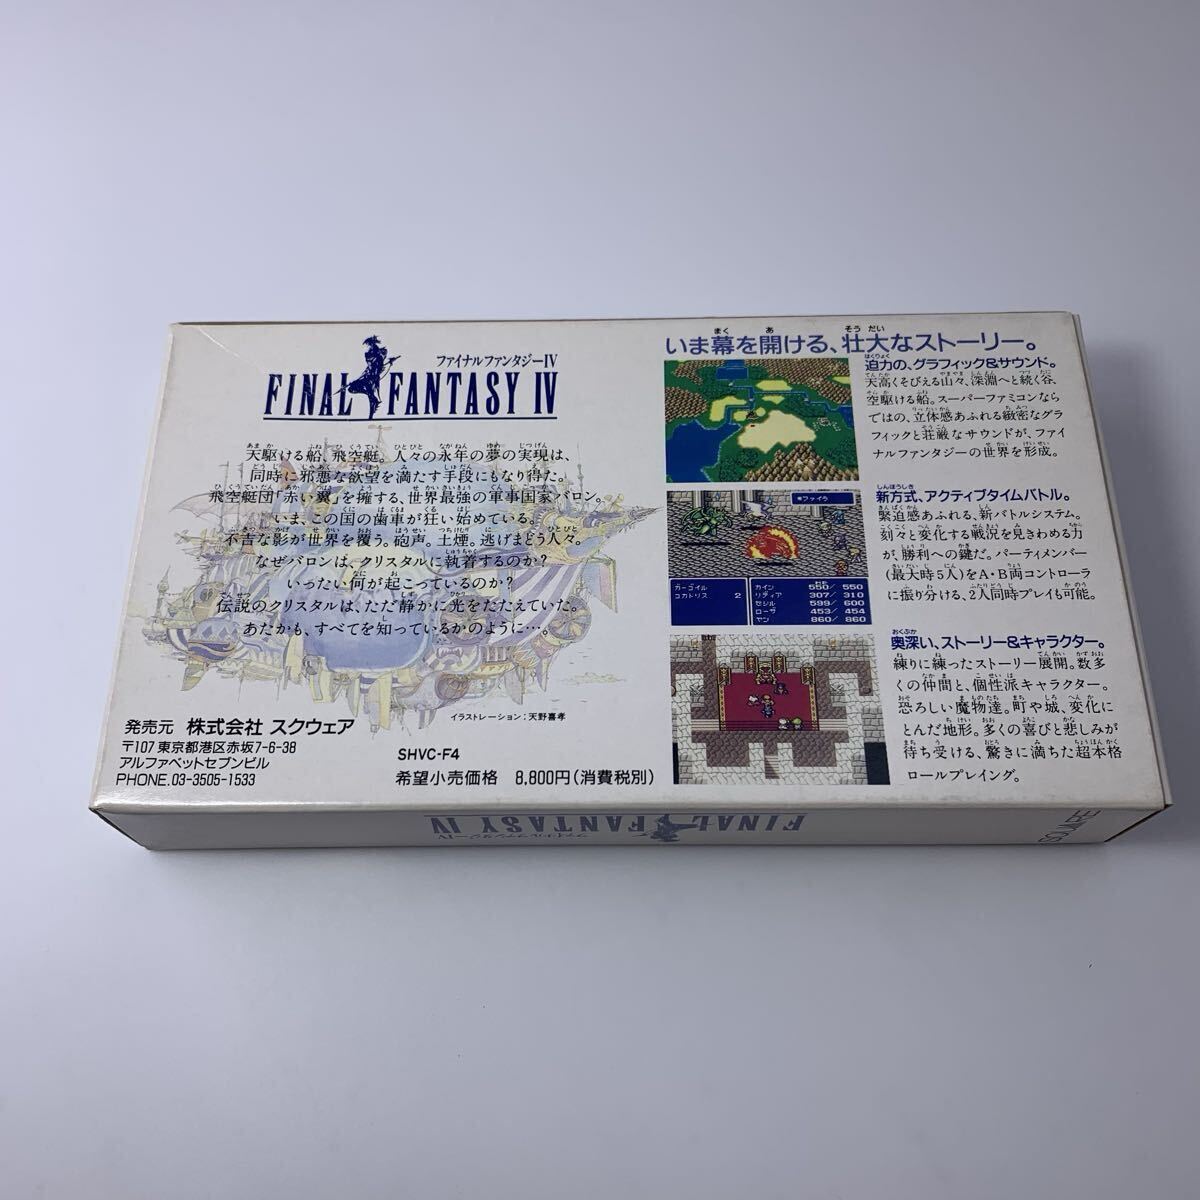 ファイナルファンタジーIV
FINAL FANTASY IV
天駆ける船、飛空艇。人々の永年の夢の実現は、
同時に邪悪な欲望を満たす手段にもなり得た。
飛空艇団「赤い翼」を擁する、世界最強の軍事国家バロン。
いま、この国の歯車が狂い始めている。
不吉な影が世界を覆う。砲声。土煙。逃げまどう人々。
なぜバロンは、クリスタルに執着するのか?
いったい何が起こっているのか?
伝説のクリスタルは、ただ静かに光をたたえていた。
あたかも、すべてを知っているかのように…。
イラストレーション:天野喜孝
発売元 株式会社 スクウェア
〒107 東京都港区赤坂7-6-38
アルファベットセブンビル
PHONE.03-3505-1533
SHVC-F4
希望小売価格 8,800円(消費税別)
いま幕を開ける、壮大なストーリー。
迫力の、グラフィック&サウンド。
天高くそびえる山々、深淵へと続く谷、
空駆ける船。スーパーファミコンなら
ではの、立体感あふれる緻密なグラ
フィックと荘厳なサウンドが、ファイ
ナルファンタジーの世界を形成。
新方式、アクティブタイムバトル。
緊迫感あふれる、新バトルシステム。
刻々と変化する戦況を見きわめる力
が、勝利への鍵だ。パーティメンバー
(最大時5人)をA・B両コントローラ
に振り分ける、2人同時プレイも可能。
奥深い、ストーリー&キャラクター。
練りに練ったストーリー展開。数多
くの仲間と、個性派キャラクター。
恐ろしい魔物達。町や城、変化に
とんだ地形。多くの喜びと悲しみが
待ち受ける、驚きに満ちた超本格
ロールプレイング。
ファイラ
ガーゴイル
コカトリス 2
カイン 550/ 550
リディア 307/ 310
セシル 599/ 600
ローザ 453/ 454
ヤン 860/ 860
ファイナルファンタジーIV
FINAL FANTASY IV